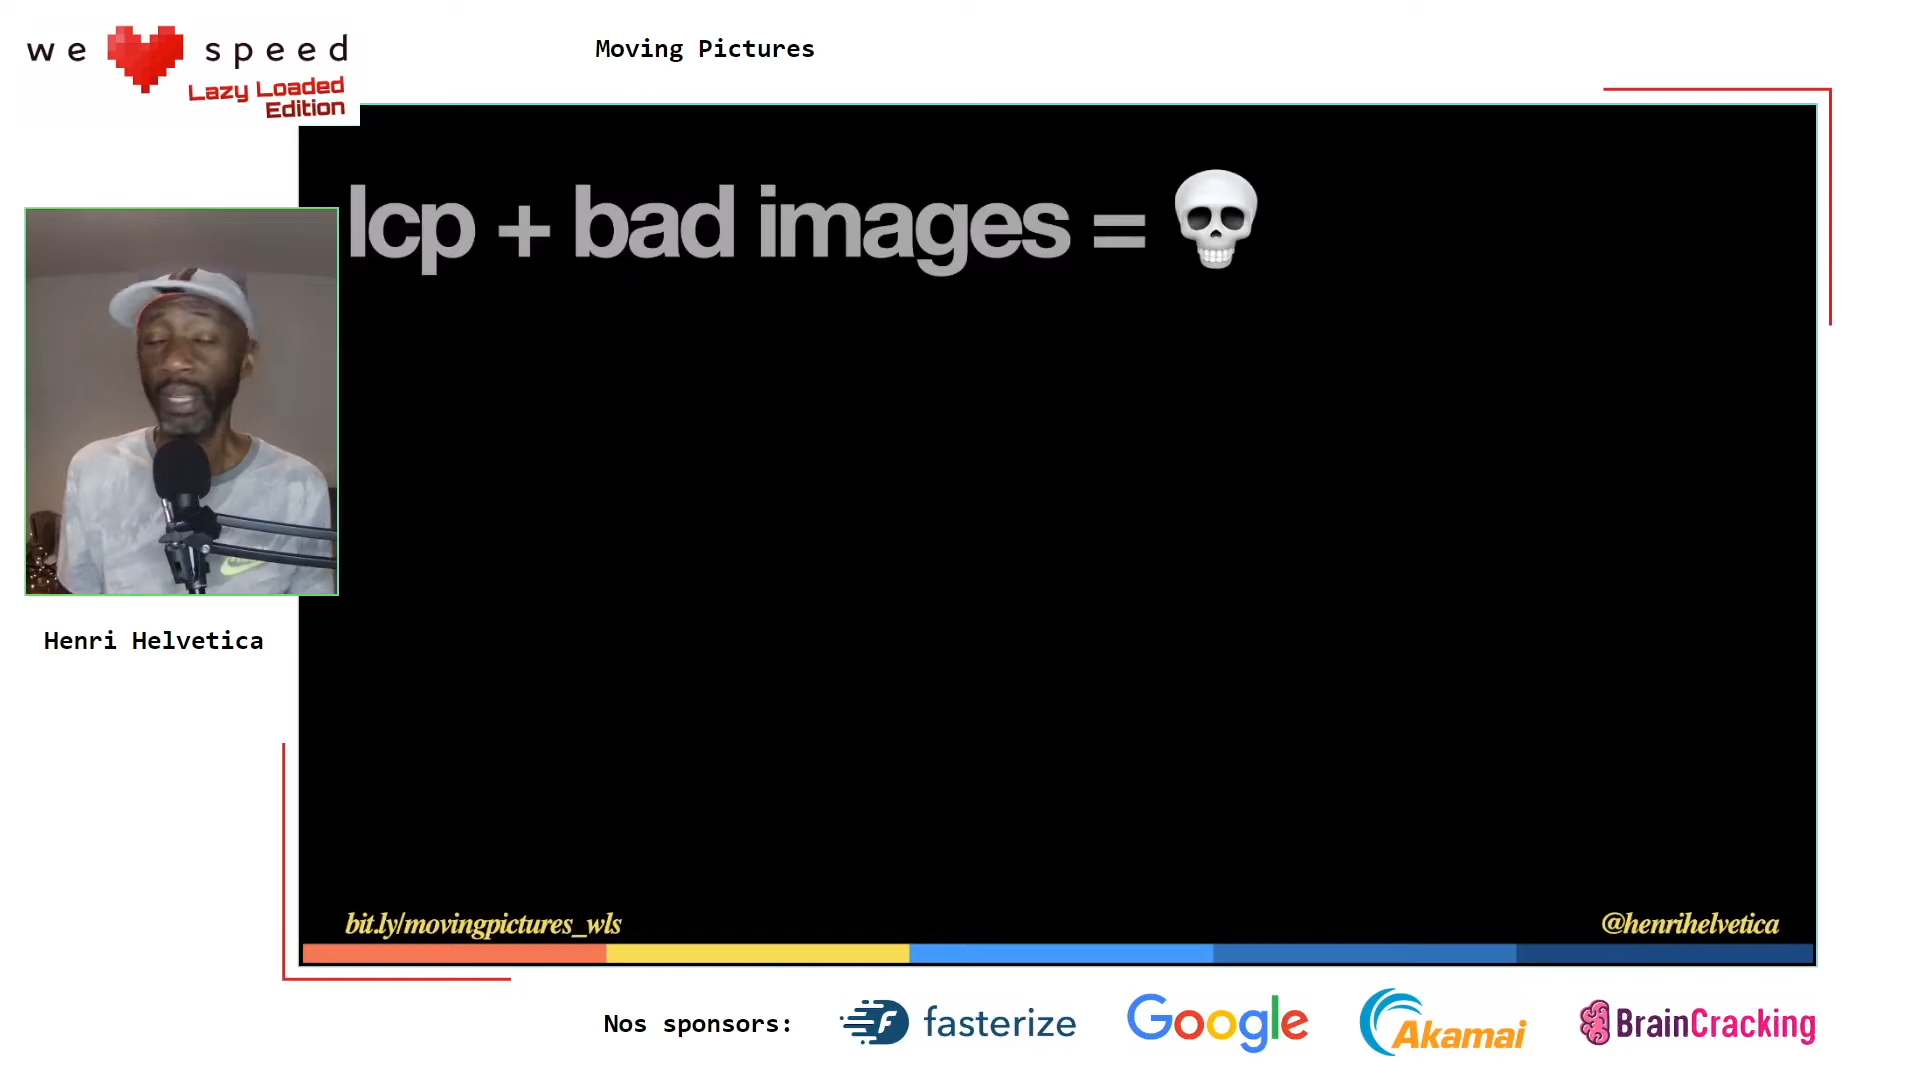 we speed
Lazy Loaded
Edition
Moving Pictures
lcp + bad images = 💀
Henri Helvetica
bit.ly/movingpictures_wls
@henrihelvetica
Nos sponsors:
fasterize
Google
Akamai
BrainCracking